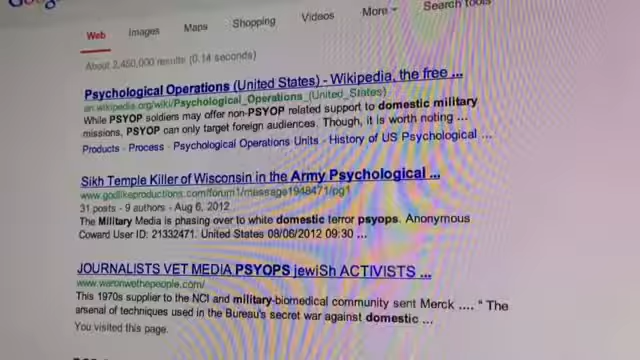 Web Images Maps Shopping Videos More Search tools
About 2,450,000 results (0.14 seconds)
Psychological Operations (United States) - Wikipedia, the free ...
en.wikipedia.org/wiki/Psychological_Operations_(United_States)
While PSYOP soldiers may offer non-PSYOP related support to domestic military
missions, PSYOP can only target foreign audiences. Though, it is worth noting ...
Products - Process - Psychological Operations Units - History of US Psychological ...
Sikh Temple Killer of Wisconsin in the Army Psychological ...
www.godlikeproductions.com/forum1/message1948471/pg1
31 posts - 9 authors - Aug 6, 2012
The Military Media is phasing over to white domestic terror psyops. Anonymous
Coward User ID: 21332471. United States 08/06/2012 09:30 ...
JOURNALISTS VET MEDIA PSYOPS jewiSh ACTIVISTS ...
This 1970s supplier to the NCI and military-biomedical community sent Merck .... " The
arsenal of techniques used in the Bureau's secret war against domestic ...
You visited this page.